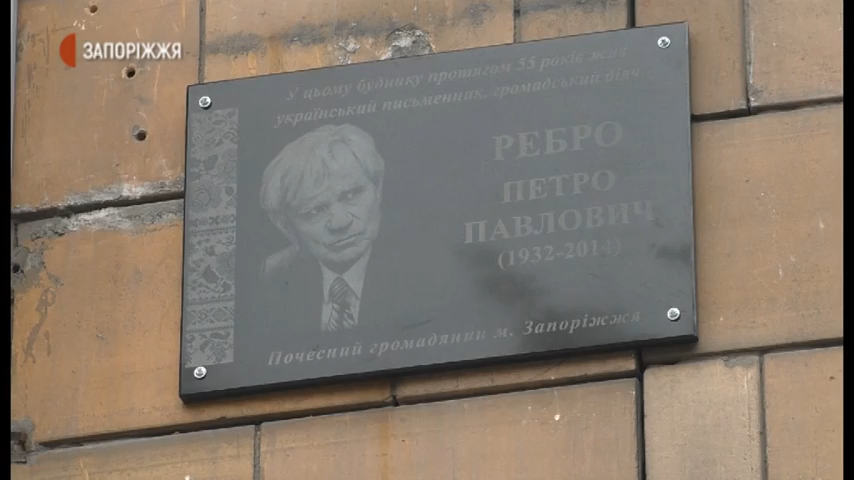 ЗАПОРІЖЖЯ
У цьому будинку протягом 55 років жив
український письменник, громадський діяч
РЕБРО
ПЕТРО
ПАВЛОВИЧ
(1932-2014)
Почесний громадянин м. Запоріжжя